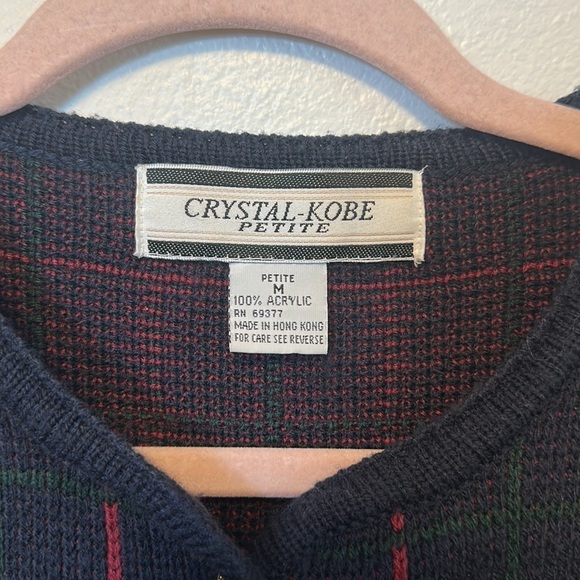 CRYSTAL-KOBE
PETITE
PETITE
M
100% ACRYLIC
RN 69377
MADE IN HONG KONG
FOR CARE SEE REVERSE